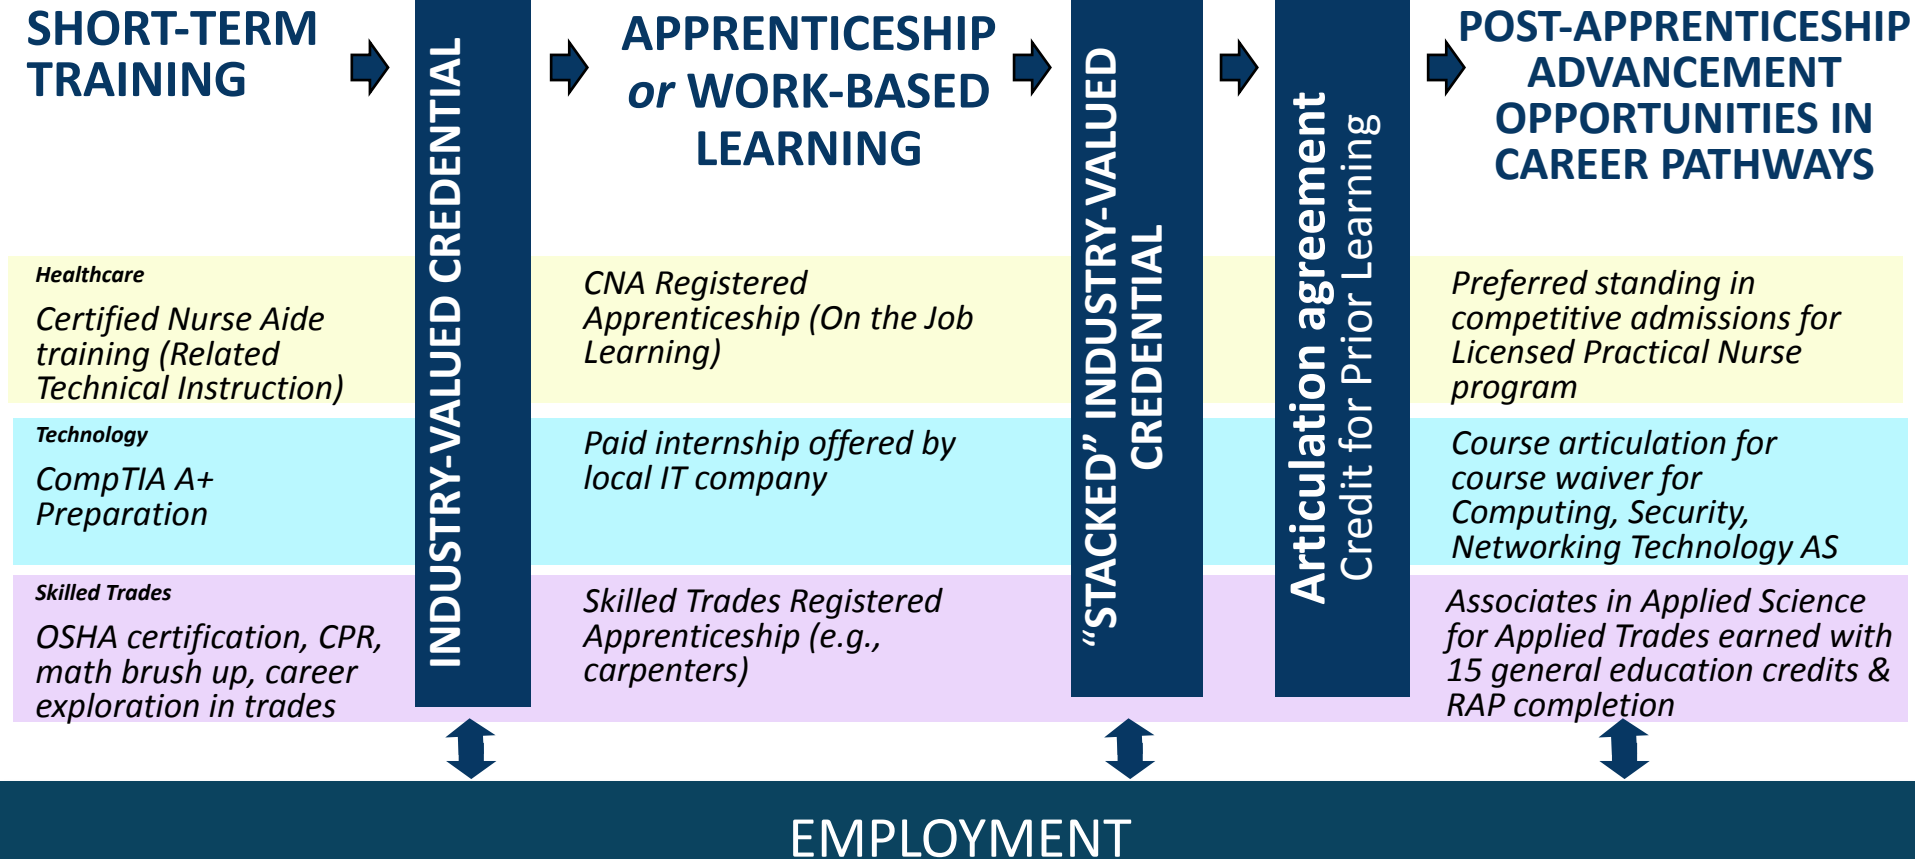 SHORT-TERM
TRAINING
INDUSTRY-VALUED CREDENTIAL
APPRENTICESHIP
or WORK-BASED
LEARNING
“STACKED” INDUSTRY-VALUED
CREDENTIAL
Articulation agreement
Credit for Prior Learning
POST-APPRENTICESHIP
ADVANCEMENT
OPPORTUNITIES IN
CAREER PATHWAYS
Healthcare
Certified Nurse Aide
training (Related
Technical Instruction)
CNA Registered
Apprenticeship (On the Job
Learning)
Preferred standing in
competitive admissions for
Licensed Practical Nurse
program
Technology
CompTIA A+
Preparation
Paid internship offered by
local IT company
Course articulation for
course waiver for
Computing, Security,
Networking Technology AS
Skilled Trades
OSHA certification, CPR,
math brush up, career
exploration in trades
Skilled Trades Registered
Apprenticeship (e.g.,
carpenters)
Associates in Applied Science
for Applied Trades earned with
15 general education credits &
RAP completion
EMPLOYMENT